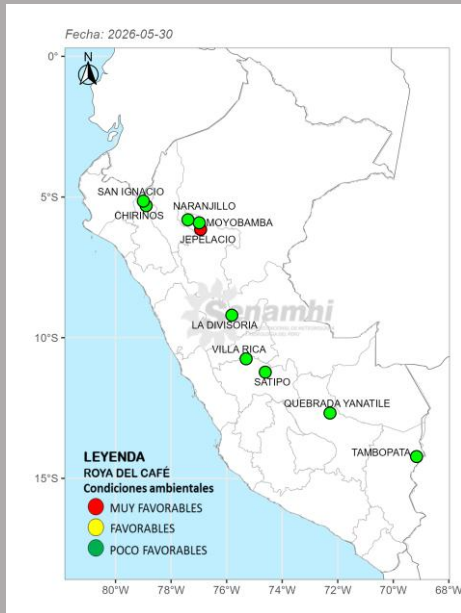 Fecha: 2026-05-30
N
0°
SAN IGNACIO
5°S
NARANJILLO
CHIRINOS
MOYOBAMBA
JEPELACIO
Senamhi
LA DIVISORIA
10°S
VILLA RICA
SATIPO
QUEBRADA YANATILE
TAMBOPATA
LEYENDA
15°S
ROYA DEL CAFÉ
Condiciones ambientales
MUY FAVORABLES
FAVORABLES
POCO FAVORABLES
80°W 78°W 76°W 74°W 72°W 70°W 68°W